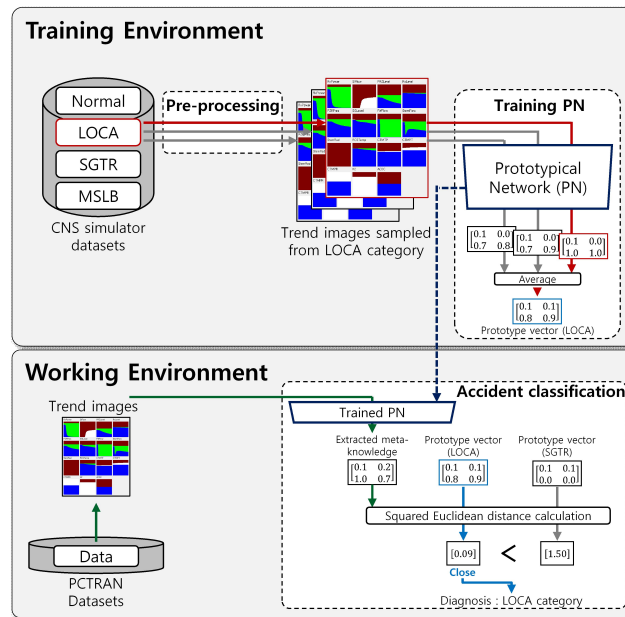 Training Environment
Normal
LOCA
SGTR
MSLB
CNS simulator
datasets
Pre-processing
Trend images sampled
from LOCA category
Training PN
Prototypical
Network (PN)
[0.1 0.0]
[0.7 0.8]
[0.1 0.0]
[0.7 0.9]
[0.1 0.0]
[1.0 1.0]
Average
[0.1 0.1]
[0.8 0.9]
Prototype vector (LOCA)
Working Environment
Trend images
Data
PCTRAN
Datasets
Accident classification
Trained PN
Extracted meta-
knowledge
[0.1 0.2]
[1.0 0.7]
Prototype vector
(LOCA)
[0.1 0.1]
[0.8 0.9]
Prototype vector
(SGTR)
[0.1 0.1]
[0.0 0.0]
Squared Euclidean distance calculation
[0.09] < [1.50]
Close
Diagnosis : LOCA category